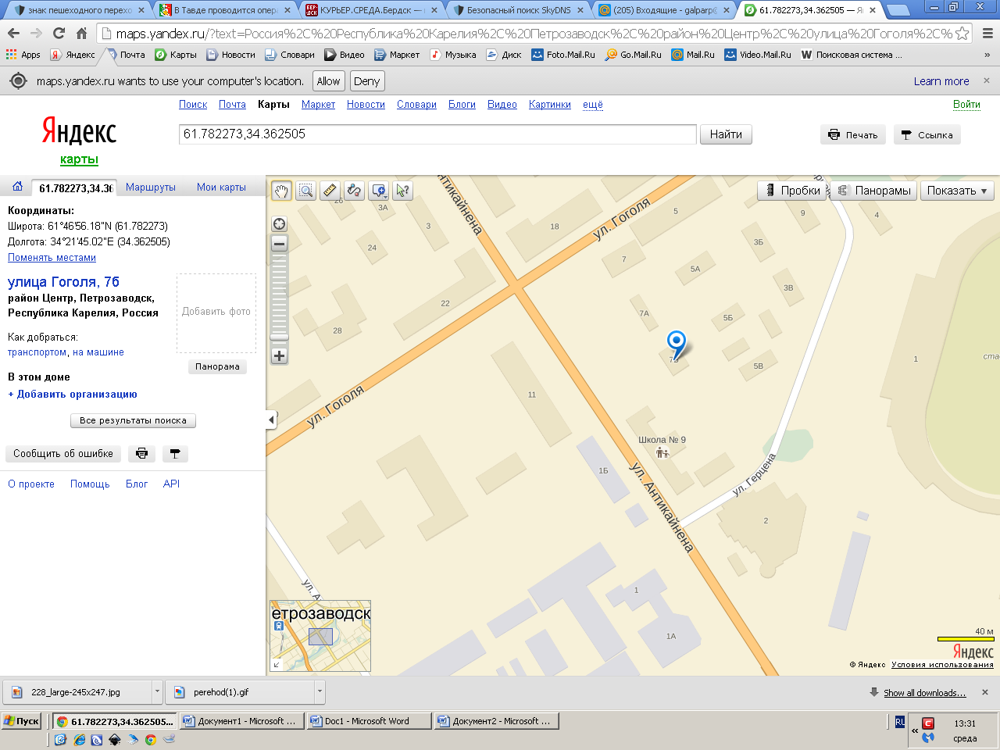 знак пешеходного перехо
В Тавде проводится опера
КУРЬЕР.СРЕДА.Бердск —
Безопасный поиск SkyDNS
(205) Входящие - galparp@
61.782273,34.362505 — Я
maps.yandex.ru/?text=Россия%2C%20Республика%20Карелия%2C%20Петрозаводск%2C%20район%20Центр%2C%20улица%20Гоголя%2C%
Apps Яндекс Почта Карты Новости Словари Видео Маркет Музыка Диск Foto.Mail.Ru Go.Mail.Ru Mail.Ru Video.Mail.Ru Поисковая система ... »
maps.yandex.ru wants to use your computer's location. Allow Deny Learn more
Поиск Почта Карты Маркет Новости Словари Блоги Видео Картинки ещё Войти
Яндекс
карты
61.782273,34.362505 Найти Печать Ссылка
61.782273,34.36 Маршруты Мои карты
Координаты:
Широта: 61°46'56.18"N (61.782273)
Долгота: 34°21'45.02"E (34.362505)
Поменять местами
улица Гоголя, 7б
район Центр, Петрозаводск,
Республика Карелия, Россия
Добавить фото
Как добраться:
транспортом, на машине
Панорама
В этом доме
+ Добавить организацию
Все результаты поиска
Сообщить об ошибке
О проекте Помощь Блог API
Пробки Панорамы Показать
26
3А
3
24
18
5
9
4
3Б
7
5А
3В
22
7А
5Б
28
5В
1
11
ул. Гоголя
ул. Гоголя
Школа № 9
1Б
ул. Антикайнена
ул. Герцена
2
1
1А
етрозаводск
40 м
Яндекс
© Яндекс Условия использования
228_large-245x247.jpg
perehod(1).gif
Show all downloads...
Пуск
61.782273,34.362505...
Документ1 - Microsoft ...
Doc1 - Microsoft Word
Документ2 - Microsoft ...
RU
13:31
среда